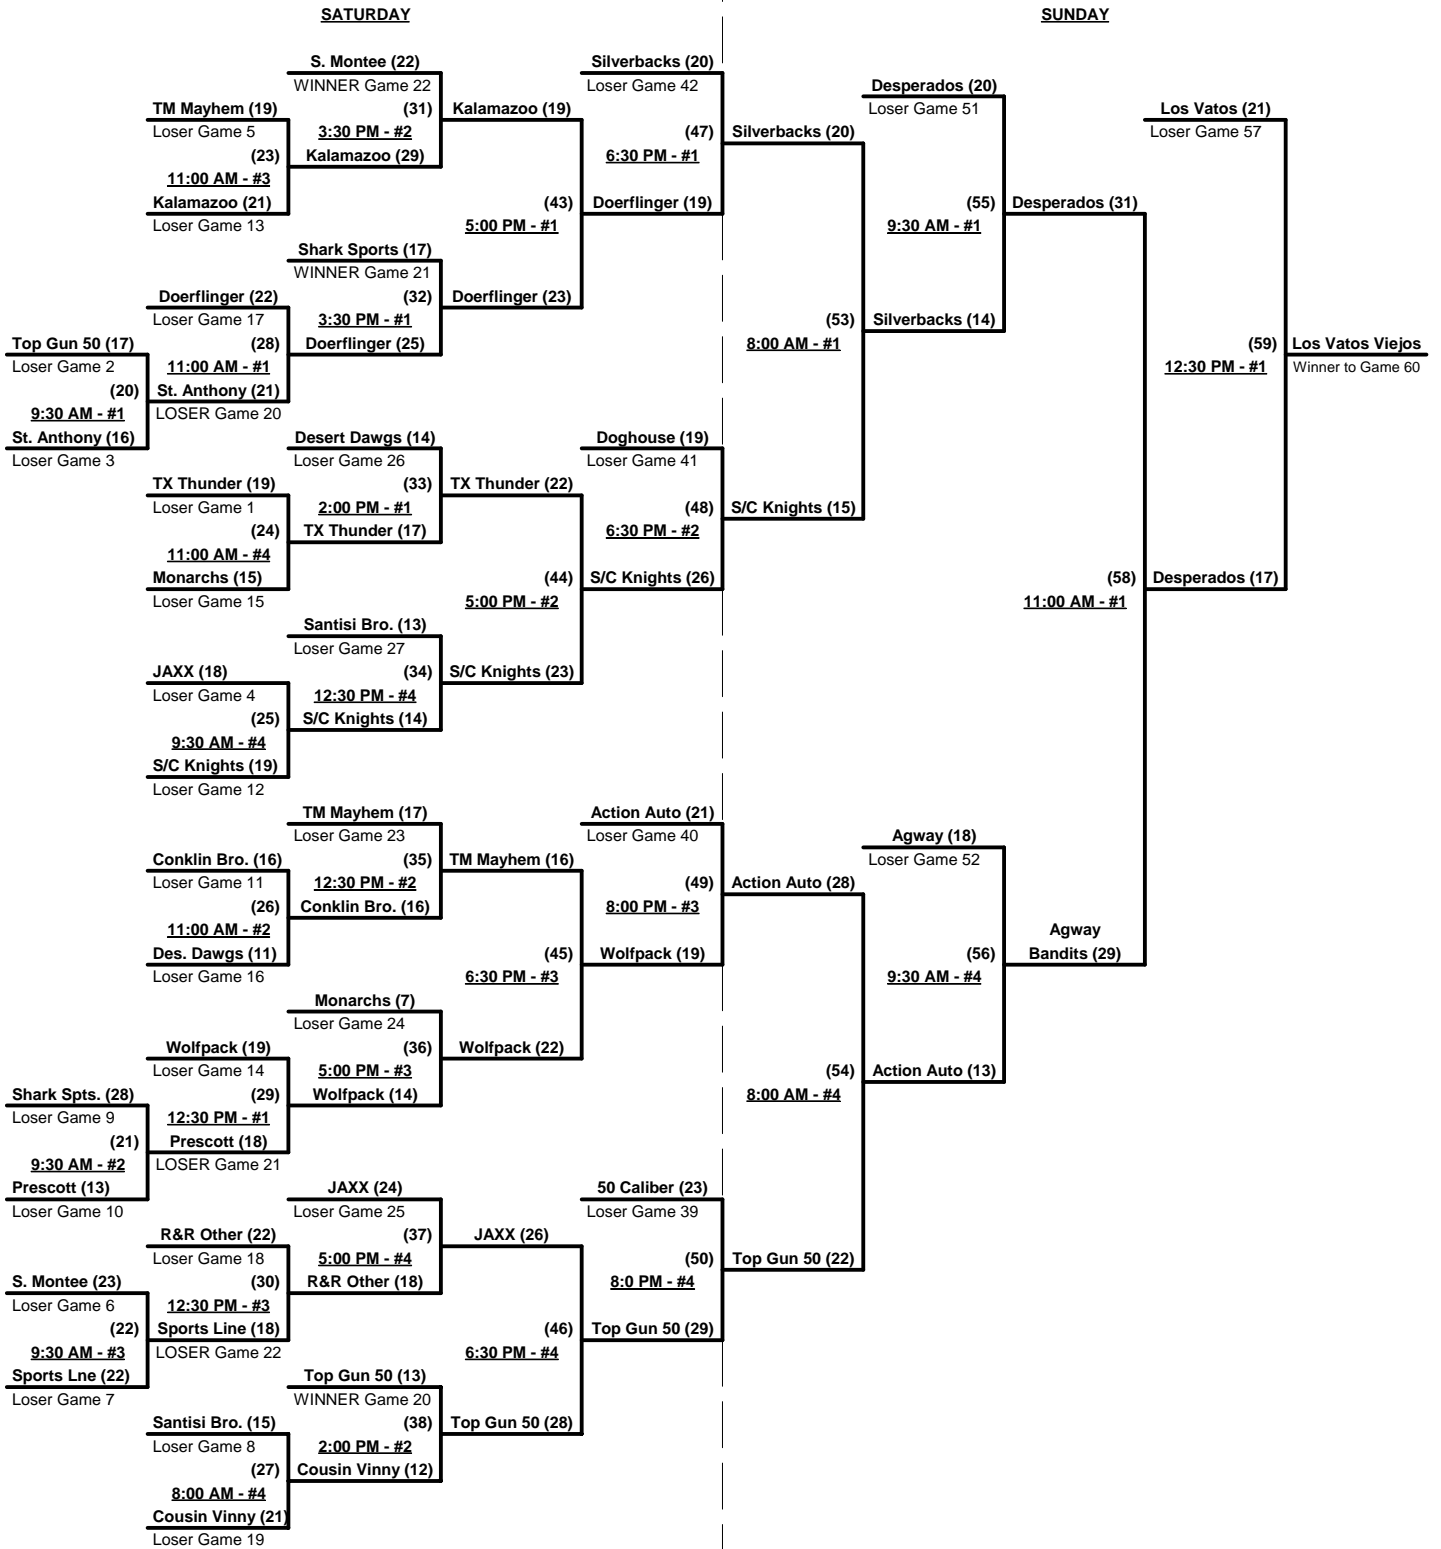 SATURDAY
SUNDAY
S. Montee (22)
Silverbacks (20)
WINNER Game 22
Loser Game 42
Desperados (20)
TM Mayhem (19)
(31)
Kalamazoo (19)
Loser Game 51
Los Vatos (21)
Loser Game 5
3:30 PM - #2
(47)
Silverbacks (20)
Loser Game 57
(23)
Kalamazoo (29)
6:30 PM - #1
11:00 AM - #3
Kalamazoo (21)
(43)
Doerflinger (19)
(55)
Desperados (31)
Loser Game 13
5:00 PM - #1
9:30 AM - #1
Shark Sports (17)
WINNER Game 21
Doerflinger (22)
(32)
Doerflinger (23)
Loser Game 17
3:30 PM - #1
(53)
Silverbacks (14)
Top Gun 50 (17)
(28)
Doerflinger (25)
8:00 AM - #1
(59)
Los Vatos Viejos
Loser Game 2
11:00 AM - #1
12:30 PM - #1
Winner to Game 60
(20)
St. Anthony (21)
9:30 AM - #1
LOSER Game 20
St. Anthony (16)
Desert Dawgs (14)
Doghouse (19)
Loser Game 3
Loser Game 26
Loser Game 41
TX Thunder (19)
(33)
TX Thunder (22)
Loser Game 1
2:00 PM - #1
(48)
S/C Knights (15)
(24)
TX Thunder (17)
6:30 PM - #2
11:00 AM - #4
Monarchs (15)
(44)
S/C Knights (26)
(58)
Desperados (17)
Loser Game 15
5:00 PM - #2
11:00 AM - #1
Santisi Bro. (13)
Loser Game 27
JAXX (18)
(34)
S/C Knights (23)
Loser Game 4
12:30 PM - #4
(25)
S/C Knights (14)
9:30 AM - #4
S/C Knights (19)
Loser Game 12
TM Mayhem (17)
Action Auto (21)
Loser Game 23
Loser Game 40
Agway (18)
Conklin Bro. (16)
(35)
TM Mayhem (16)
Loser Game 52
Loser Game 11
12:30 PM - #2
(49)
Action Auto (28)
(26)
Conklin Bro. (16)
8:00 PM - #3
11:00 AM - #2
Agway
Des. Dawgs (11)
(45)
Wolfpack (19)
(56)
Bandits (29)
Loser Game 16
6:30 PM - #3
9:30 AM - #4
Monarchs (7)
Loser Game 24
Wolfpack (19)
(36)
Wolfpack (22)
Loser Game 14
5:00 PM - #3
(54)
Action Auto (13)
Shark Spts. (28)
(29)
Wolfpack (14)
8:00 AM - #4
Loser Game 9
12:30 PM - #1
(21)
Prescott (18)
9:30 AM - #2
LOSER Game 21
Prescott (13)
JAXX (24)
50 Caliber (23)
Loser Game 10
Loser Game 25
Loser Game 39
R&R Other (22)
(37)
JAXX (26)
Loser Game 18
5:00 PM - #4
(50)
Top Gun 50 (22)
S. Montee (23)
(30)
R&R Other (18)
8:0 PM - #4
Loser Game 6
12:30 PM - #3
(22)
Sports Line (18)
(46)
Top Gun 50 (29)
9:30 AM - #3
LOSER Game 22
6:30 PM - #4
Sports Lne (22)
Top Gun 50 (13)
Loser Game 7
WINNER Game 20
Santisi Bro. (15)
(38)
Top Gun 50 (28)
Loser Game 8
2:00 PM - #2
(27)
Cousin Vinny (12)
8:00 AM - #4
Cousin Vinny (21)
Loser Game 19